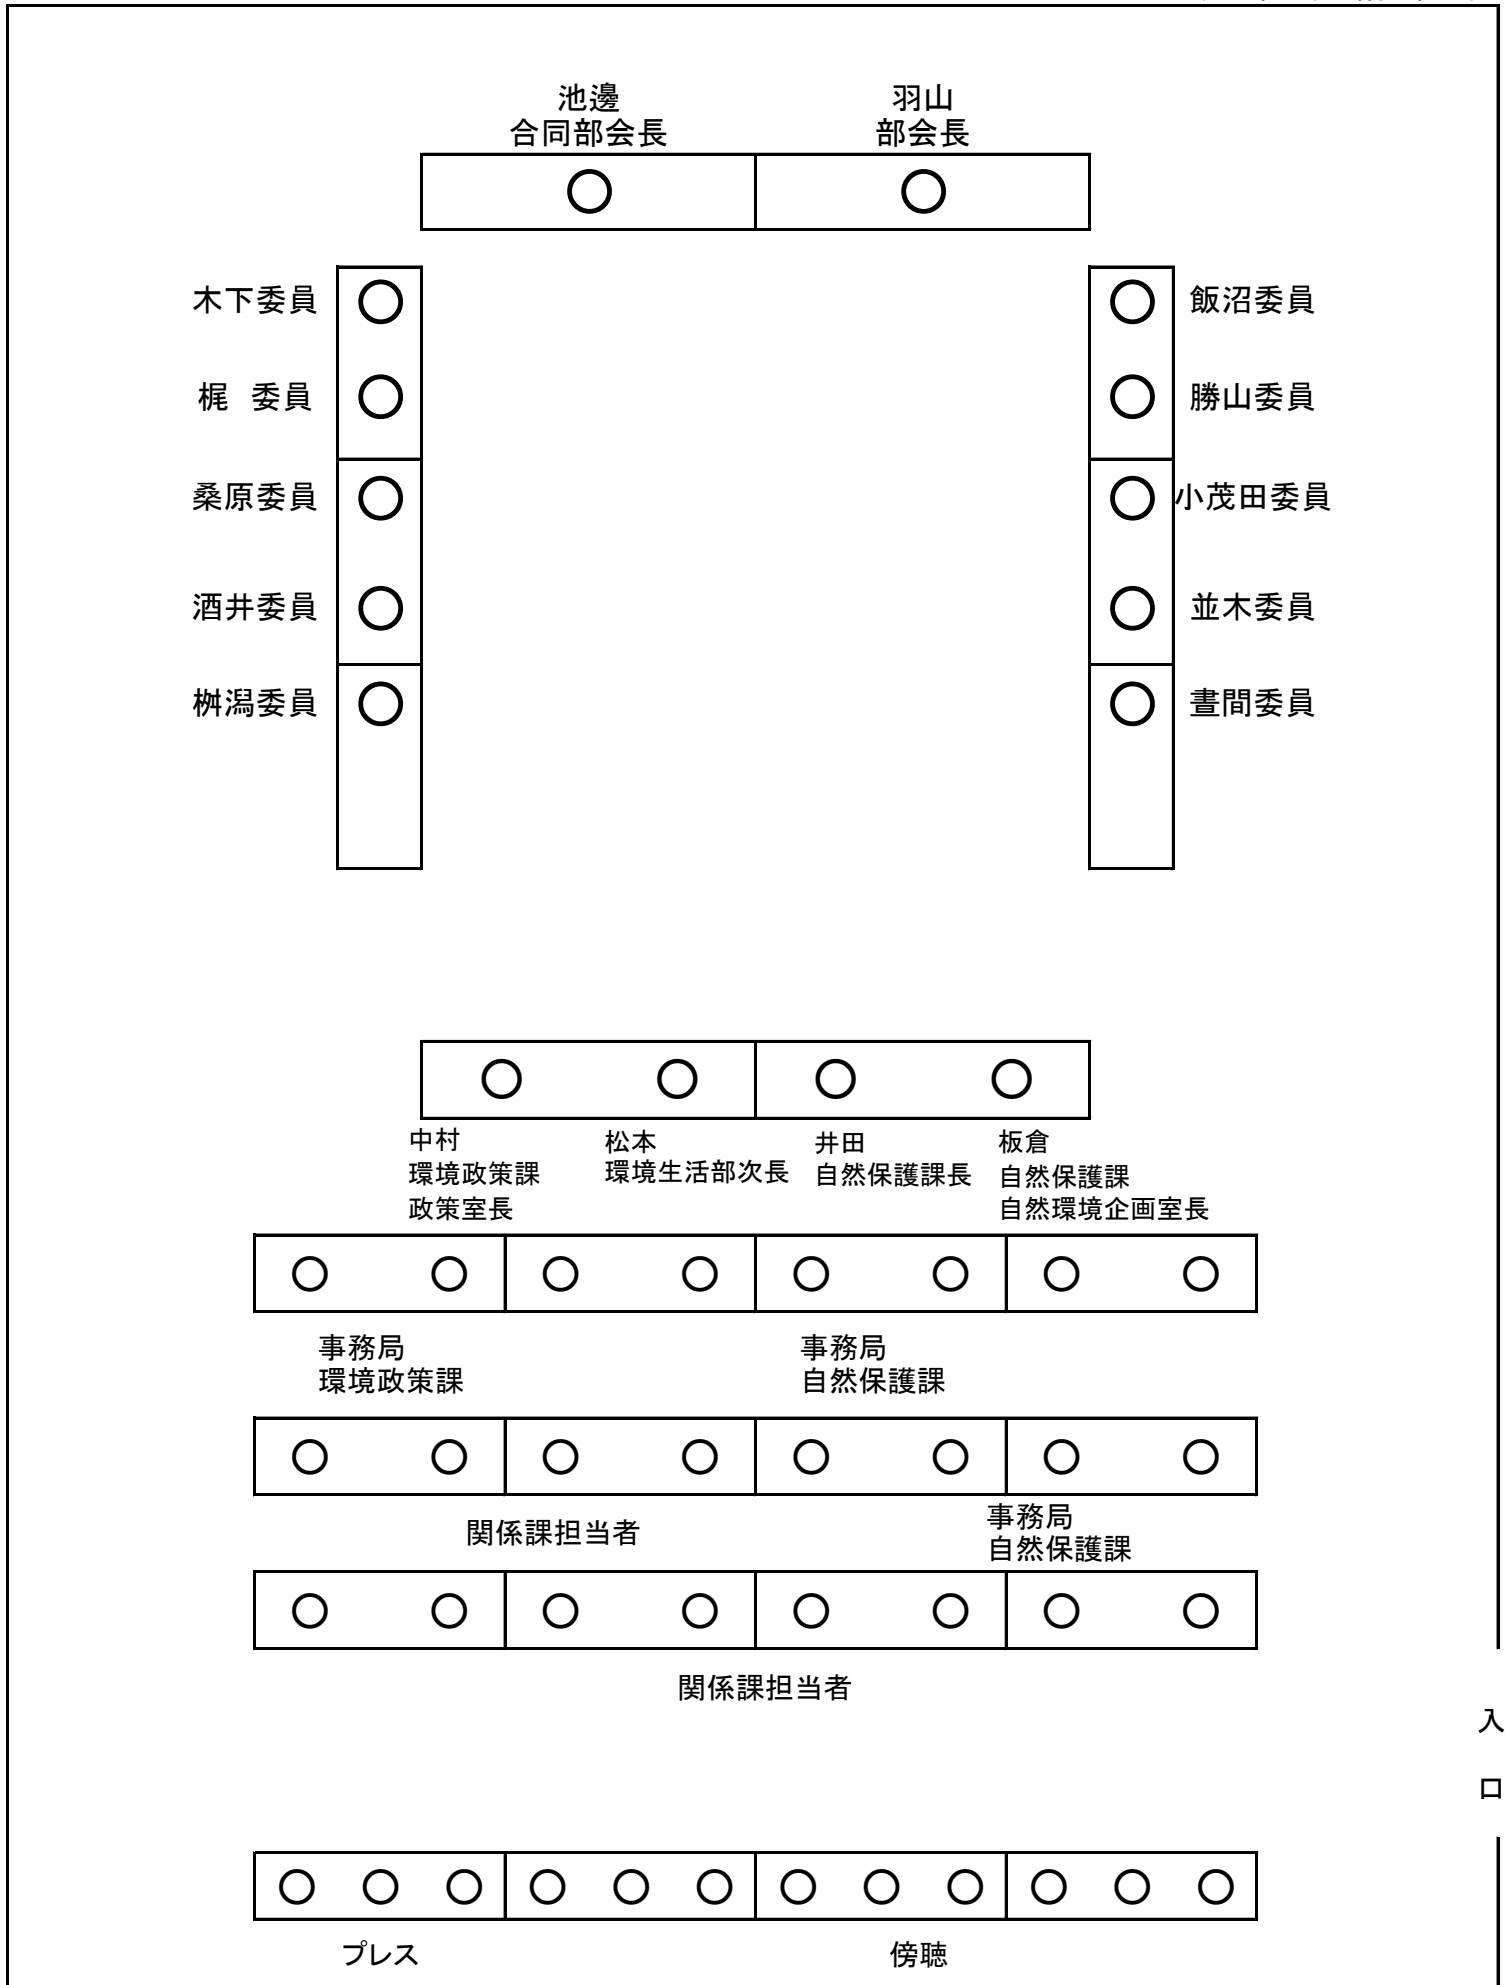 池邊
合同部会長
羽山
部会長
木下委員
飯沼委員
梶 委員
勝山委員
桑原委員
小茂田委員
酒井委員
並木委員
桝潟委員
晝間委員
中村
環境政策課
政策室長
松本
環境生活部次長
井田
自然保護課長
板倉
自然保護課
自然環境企画室長
事務局
環境政策課
事務局
自然保護課
関係課担当者
事務局
自然保護課
関係課担当者
入
口
プレス
傍聴